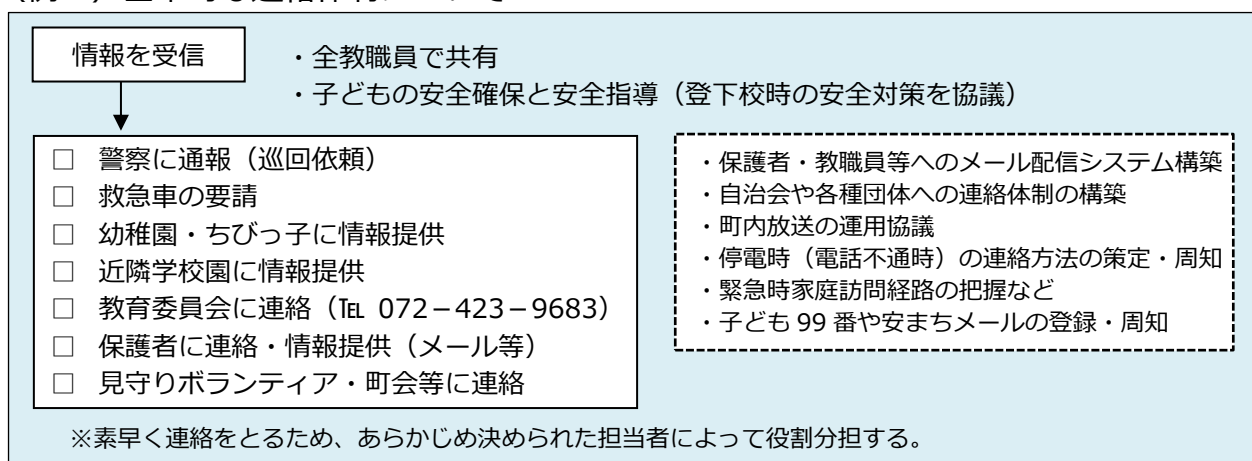 情報を受信
・全教職員で共有
・子どもの安全確保と安全指導（登下校時の安全対策を協議）
□ 警察に通報（巡回依頼）
□ 救急車の要請
□ 幼稚園・ちびっ子に情報提供
□ 近隣学校園に情報提供
□ 教育委員会に連絡（℡ 072－423－9683）
□ 保護者に連絡・情報提供（メール等）
□ 見守りボランティア・町会等に連絡
・保護者・教職員等へのメール配信システム構築
・自治会や各種団体への連絡体制の構築
・町内放送の運用協議
・停電時（電話不通時）の連絡方法の策定・周知
・緊急時家庭訪問経路の把握など
・子ども 99 番や安まちメールの登録・周知
※素早く連絡をとるため、あらかじめ決められた担当者によって役割分担する。